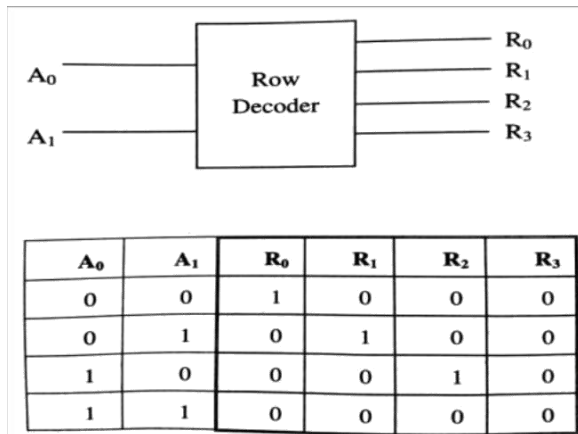 R₀
A₀ Row R₁
Decoder R₂
A₁ R₃
A₀ A₁ R₀ R₁ R₂ R₃
0 0 1 0 0 0
0 1 0 1 0 0
1 0 0 0 1 0
1 1 0 0 0 0